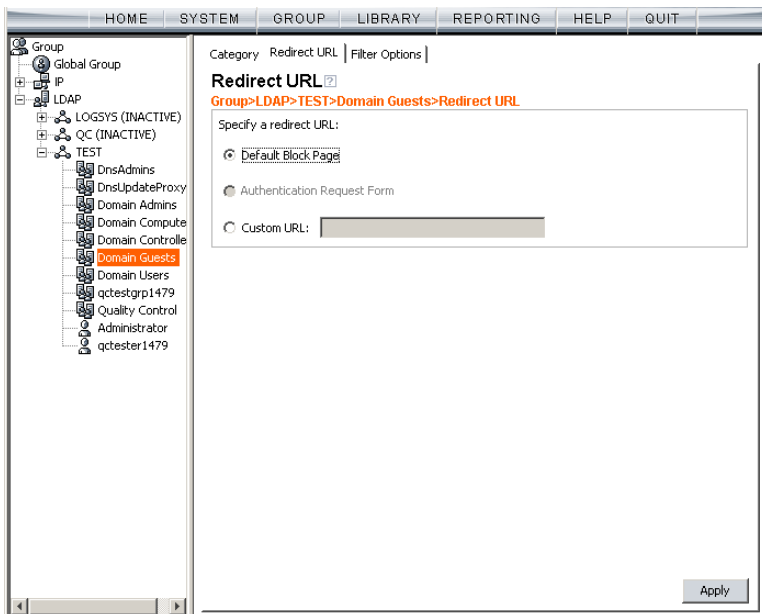 HOME SYSTEM GROUP LIBRARY REPORTING HELP QUIT
Group
Global Group
IP
LDAP
LOGSYS (INACTIVE)
QC (INACTIVE)
TEST
DnsAdmins
DnsUpdateProxy
Domain Admins
Domain Compute
Domain Controlle
Domain Guests
Domain Users
qctestgrp1479
Quality Control
Administrator
qctester1479
Category Redirect URL Filter Options
Redirect URL ?
Group>LDAP>TEST>Domain Guests>Redirect URL
Specify a redirect URL:
Default Block Page
Authentication Request Form
Custom URL:
Apply